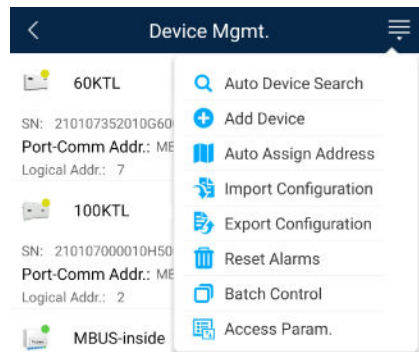 Device Mgmt.
60KTL
SN: 210107352010G60
Port-Comm Addr.: ME
Logical Addr.: 7
100KTL
SN: 210107000010H50
Port-Comm Addr.: ME
Logical Addr.: 2
MBUS-inside
Auto Device Search
Add Device
Auto Assign Address
Import Configuration
Export Configuration
Reset Alarms
Batch Control
Access Param.